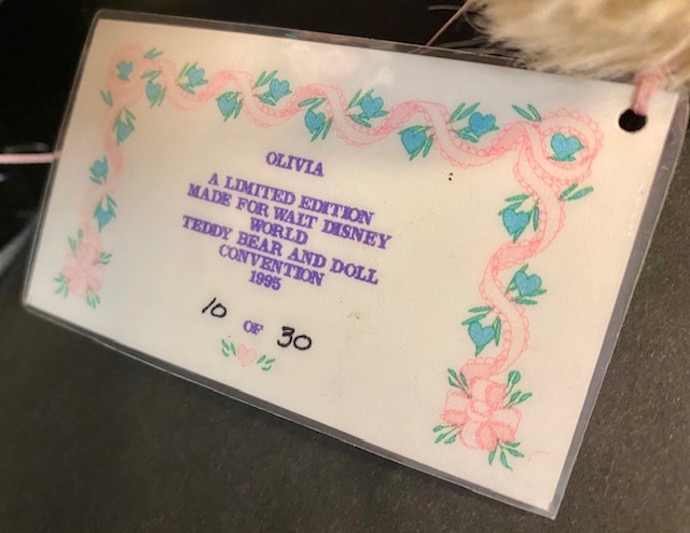 OLIVIA
A LIMITED EDITION
MADE FOR WALT DISNEY
WORLD
TEDDY BEAR AND DOLL
CONVENTION
1995
10 OF 30